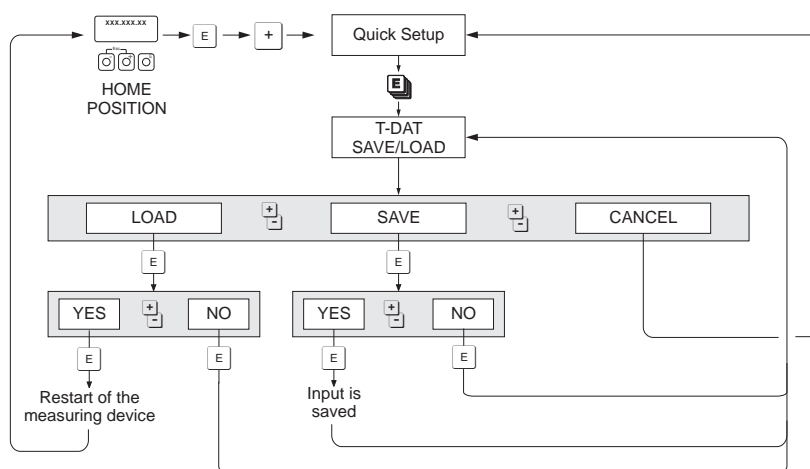 XXX.XXX.XX
Esc
E
+
Quick Setup
-
+
E
HOME
POSITION
E
T-DAT
SAVE/LOAD
LOAD
+
-
SAVE
+
-
CANCEL
E
E
YES
+
-
NO
YES
+
-
NO
E
E
E
E
Restart of the
measuring device
Input is
saved